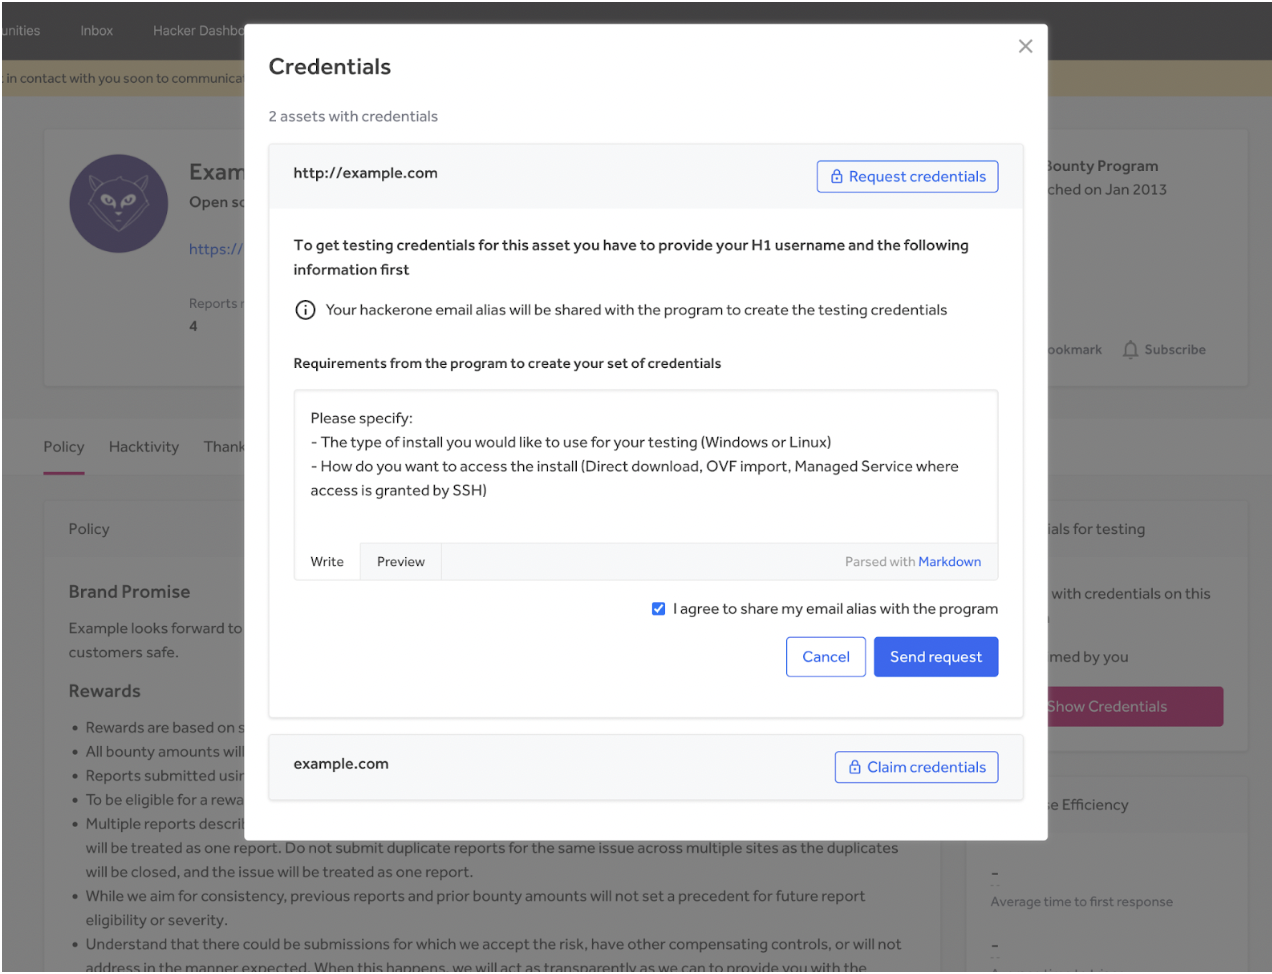 unities Inbox Hacker Dashbo
in contact with you soon to communica
Credentials
2 assets with credentials
http://example.com Request credentials
To get testing credentials for this asset you have to provide your H1 username and the following
information first
Your hackerone email alias will be shared with the program to create the testing credentials
Requirements from the program to create your set of credentials
Please specify:
- The type of install you would like to use for your testing (Windows or Linux)
- How do you want to access the install (Direct download, OVF import, Managed Service where
access is granted by SSH)
Write Preview Parsed with Markdown
I agree to share my email alias with the program
Cancel Send request
example.com Claim credentials
Exam
Open so
https://
Reports
4
Bounty Program
ched on Jan 2013
ookmark Subscribe
Policy Hacktivity Thank
Policy
Brand Promise
Example looks forward to
customers safe.
Rewards
• Rewards are based on s
• All bounty amounts will
• Reports submitted usin
• To be eligible for a rewa
• Multiple reports describ
will be treated as one report. Do not submit duplicate reports for the same issue across multiple sites as the duplicates
will be closed, and the issue will be treated as one report.
• While we aim for consistency, previous reports and prior bounty amounts will not set a precedent for future report
eligibility or severity.
• Understand that there could be submissions for which we accept the risk, have other compensating controls, or will not
address in the manner expected. When this happens, we will act as transparently as we can to provide you with the
ials for testing
with credentials on this
med by you
Show Credentials
se Efficiency
-
Average time to first response
-